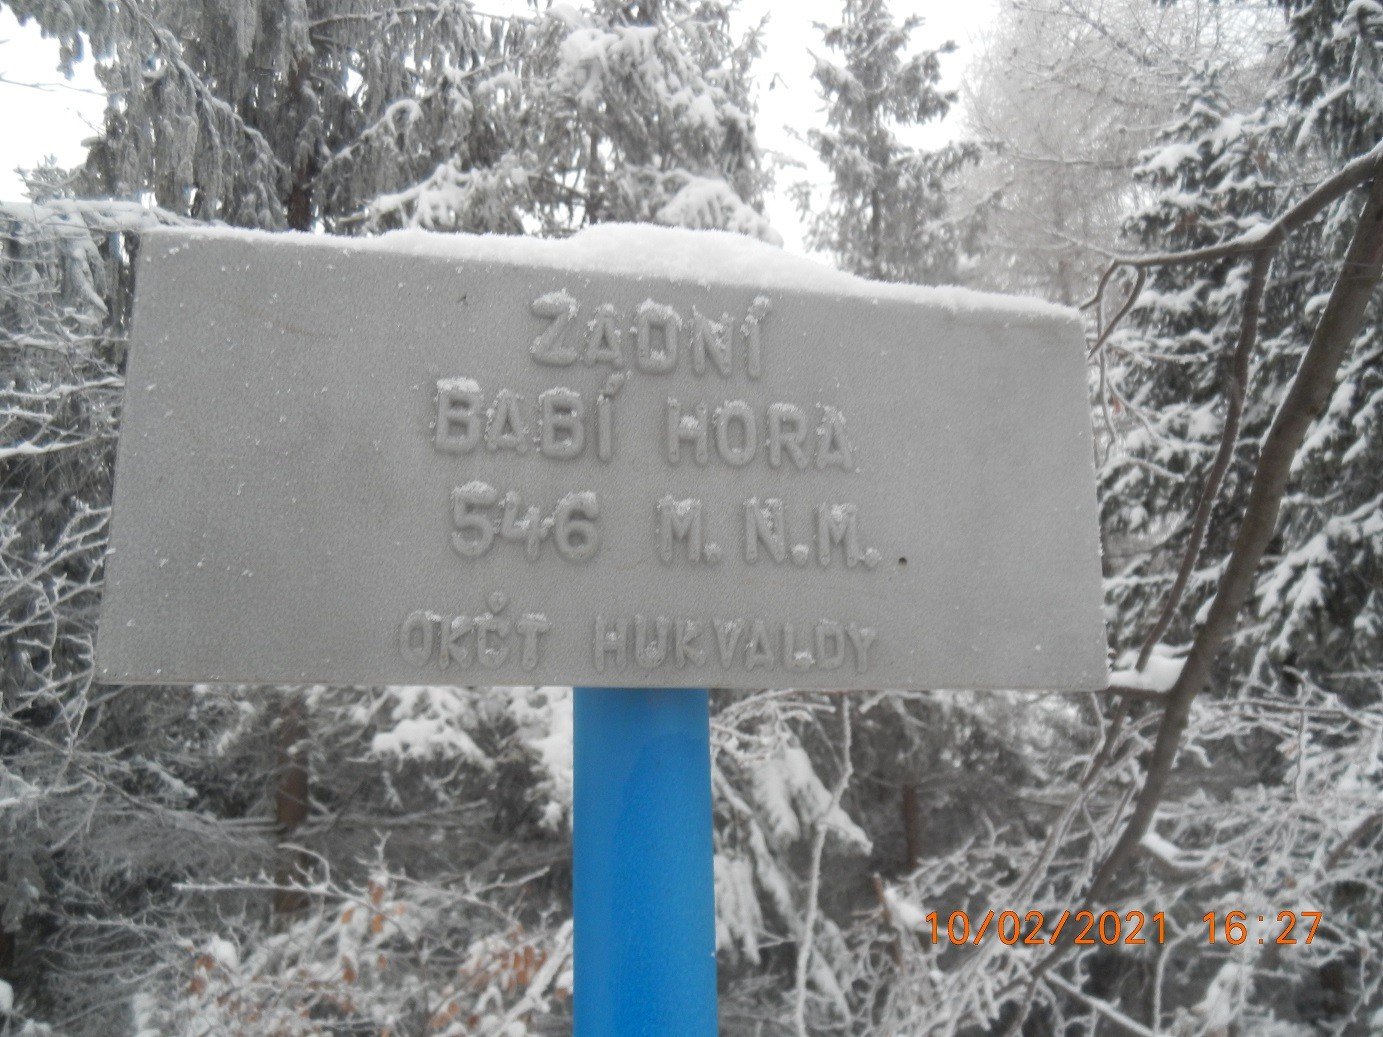 ZADNÍ
BABÍ HORA
546 M.N.M.
OKČT HUKVALDY
10/02/2021 16:27